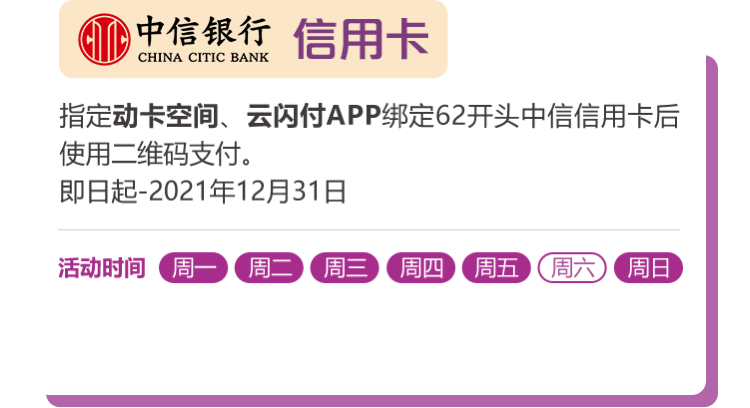 中信银行 信用卡
CHINA CITIC BANK
指定动卡空间、云闪付APP绑定62开头中信信用卡后
使用二维码支付。
即日起-2021年12月31日
活动时间 周一 周二 周三 周四 周五 周六 周日